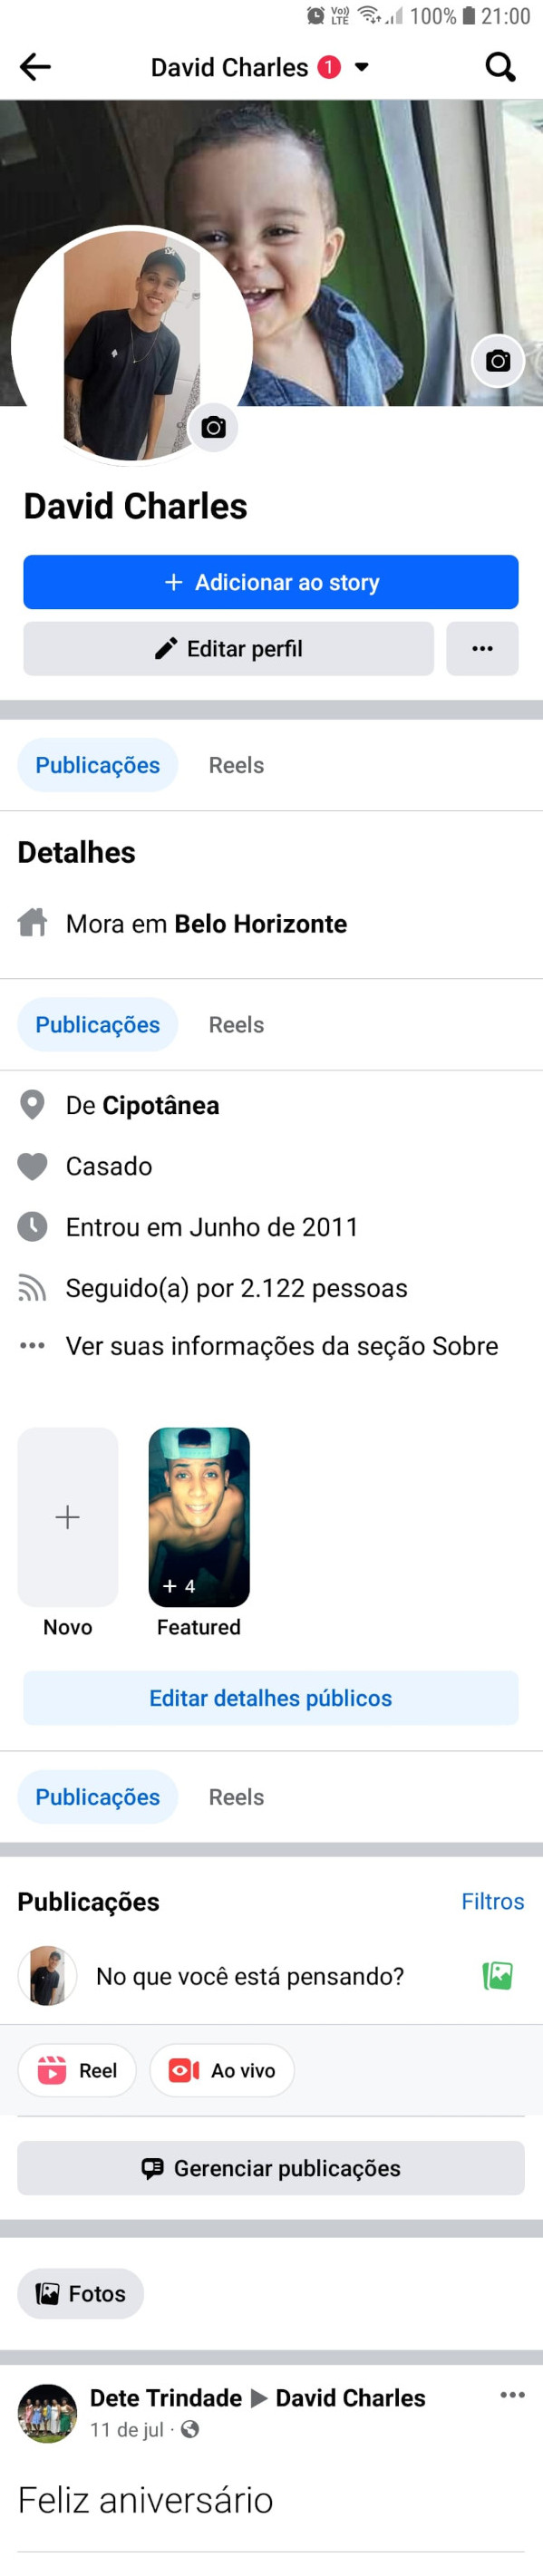 Vo)) LTE 100% 21:00
David Charles 1
David Charles
+ Adicionar ao story
Editar perfil
Publicações Reels
Detalhes
Mora em Belo Horizonte
Publicações Reels
De Cipotânea
Casado
Entrou em Junho de 2011
Seguido(a) por 2.122 pessoas
Ver suas informações da seção Sobre
+ 4
Novo Featured
Editar detalhes públicos
Publicações Reels
Publicações Filtros
No que você está pensando?
Reel Ao vivo
Gerenciar publicações
Fotos
Dete Trindade ▶ David Charles
11 de jul ·
Feliz aniversário